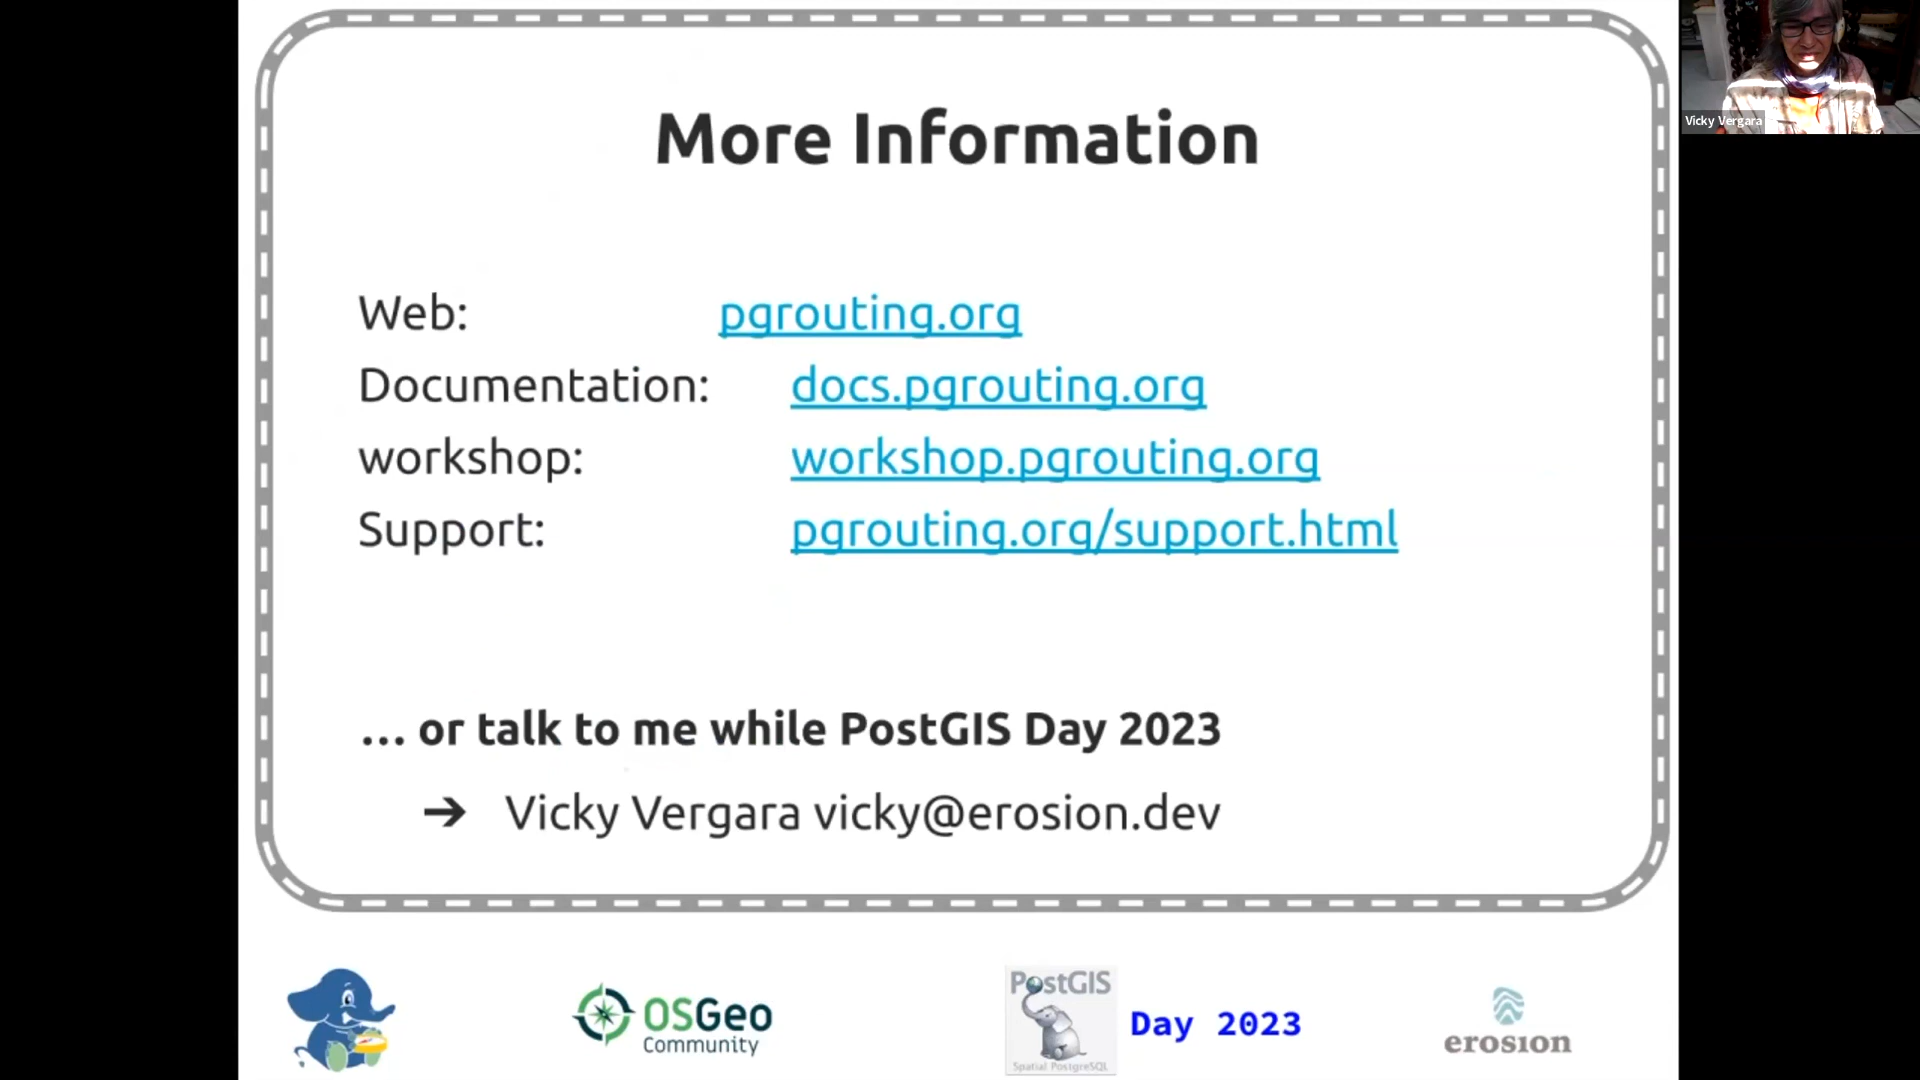 More Information
Web: pgrouting.org
Documentation: docs.pgrouting.org
workshop: workshop.pgrouting.org
Support: pgrouting.org/support.html
... or talk to me while PostGIS Day 2023
➔ Vicky Vergara vicky@erosion.dev
Vicky Vergara
OSGeo
Community
PostGIS
Spatial PostgreSQL
Day 2023
erosion